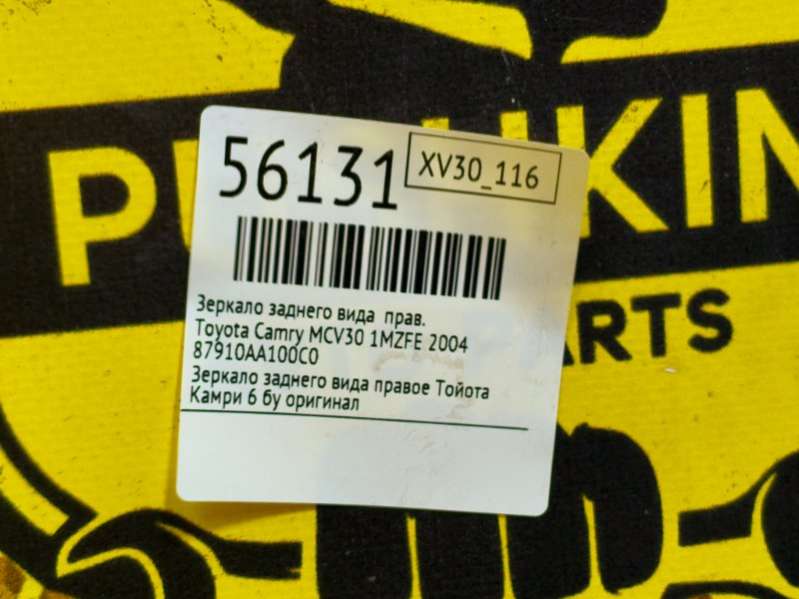 56131
XV30_116
Зеркало заднего вида прав.
Toyota Camry MCV30 1MZFE 2004
87910AA100C0
Зеркало заднего вида правое Тойота
Камри 6 бу оригинал